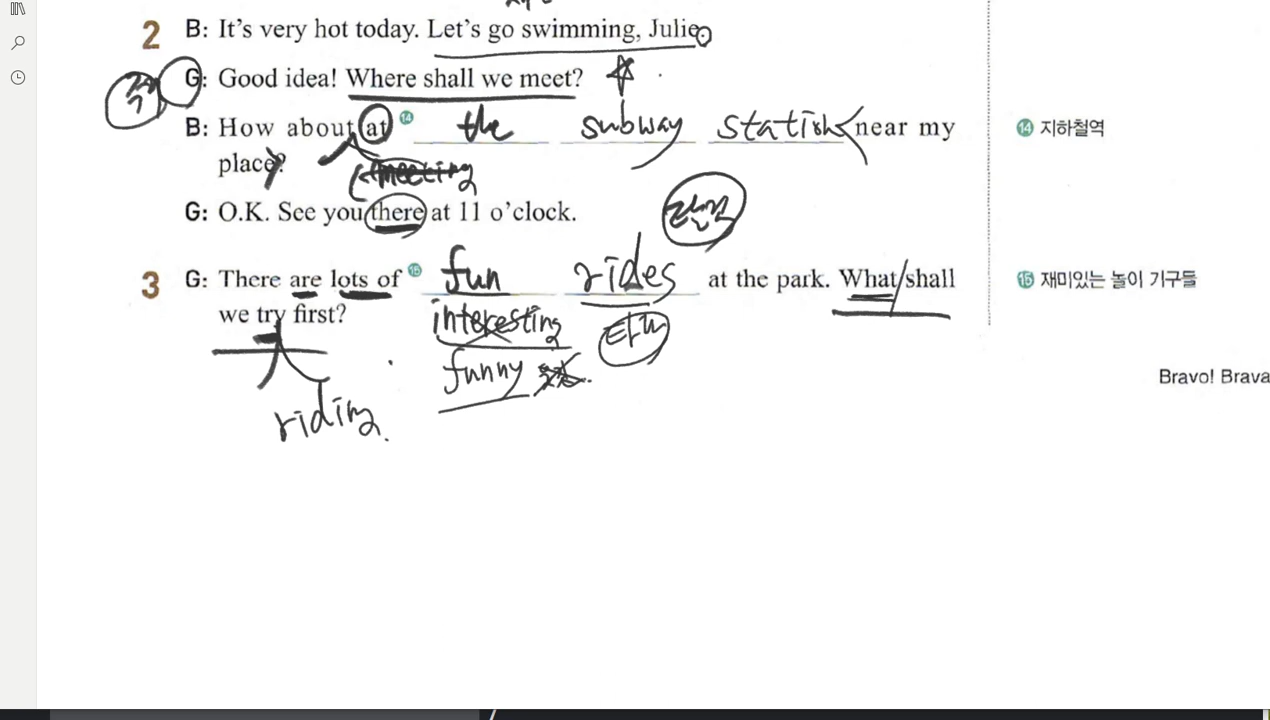 2 B: It's very hot today. Let's go swimming, Julie.
G: Good idea! Where shall we meet?
B: How about at ⑭ the subway station near my ⑭ 지하철역
place?
meeting
G: O.K. See you there at 11 o'clock.
3 G: There are lots of ⑮ fun rides at the park. What/shall ⑮ 재미있는 놀이 기구들
we try first?
interesting
funny
riding.
Bravo! Brava